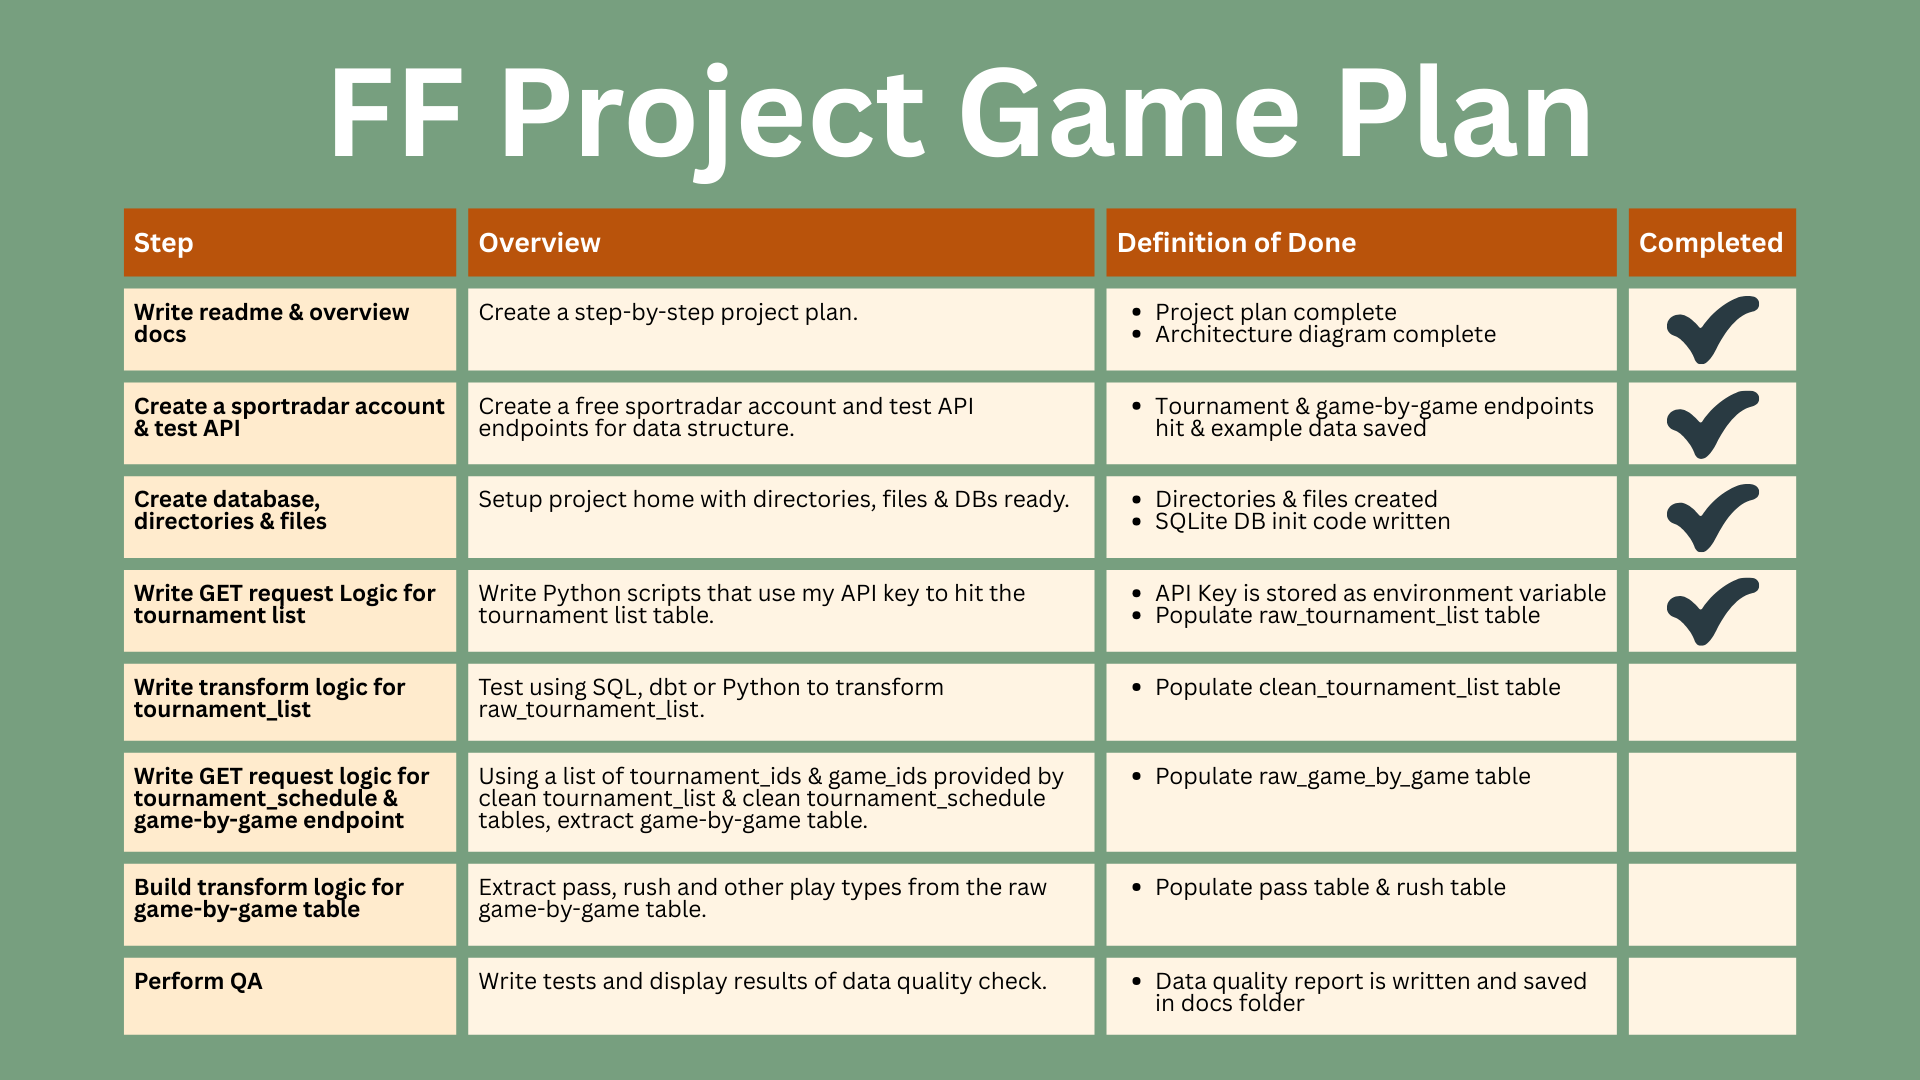 FF Project Game Plan
Step
Overview
Definition of Done
Completed
Write readme & overview
docs
Create a step-by-step project plan.
Project plan complete
Architecture diagram complete
Create a sportradar account
& test API
Create a free sportradar account and test API
endpoints for data structure.
Tournament & game-by-game endpoints
hit & example data saved
Create database,
directories & files
Setup project home with directories, files & DBs ready.
Directories & files created
SQLite DB init code written
Write GET request Logic for
tournament list
Write Python scripts that use my API key to hit the
tournament list table.
API Key is stored as environment variable
Populate raw_tournament_list table
Write transform logic for
tournament_list
Test using SQL, dbt or Python to transform
raw_tournament_list.
Populate clean_tournament_list table
Write GET request logic for
tournament_schedule &
game-by-game endpoint
Using a list of tournament_ids & game_ids provided by
clean tournament_list & clean tournament_schedule
tables, extract game-by-game table.
Populate raw_game_by_game table
Build transform logic for
game-by-game table
Extract pass, rush and other play types from the raw
game-by-game table.
Populate pass table & rush table
Perform QA
Write tests and display results of data quality check.
Data quality report is written and saved
in docs folder